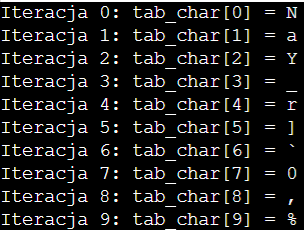 Iteracja 0: tab_char[0] = N
Iteracja 1: tab_char[1] = a
Iteracja 2: tab_char[2] = Y
Iteracja 3: tab_char[3] = _
Iteracja 4: tab_char[4] = r
Iteracja 5: tab_char[5] = ]
Iteracja 6: tab_char[6] = `
Iteracja 7: tab_char[7] = 0
Iteracja 8: tab_char[8] = ,
Iteracja 9: tab_char[9] = %